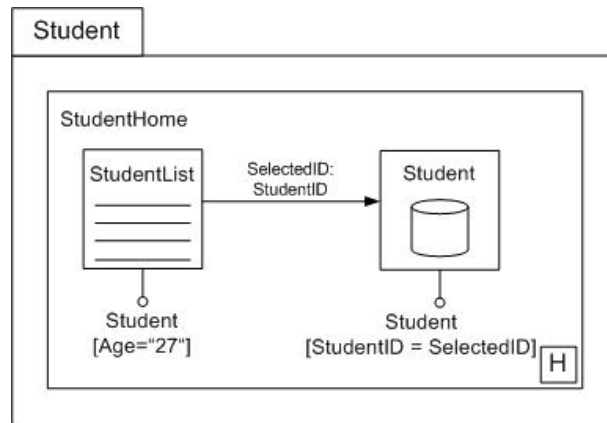 Student
StudentHome
StudentList
SelectedID:
StudentID
Student
Student
[Age="27"]
Student
[StudentID = SelectedID]
H